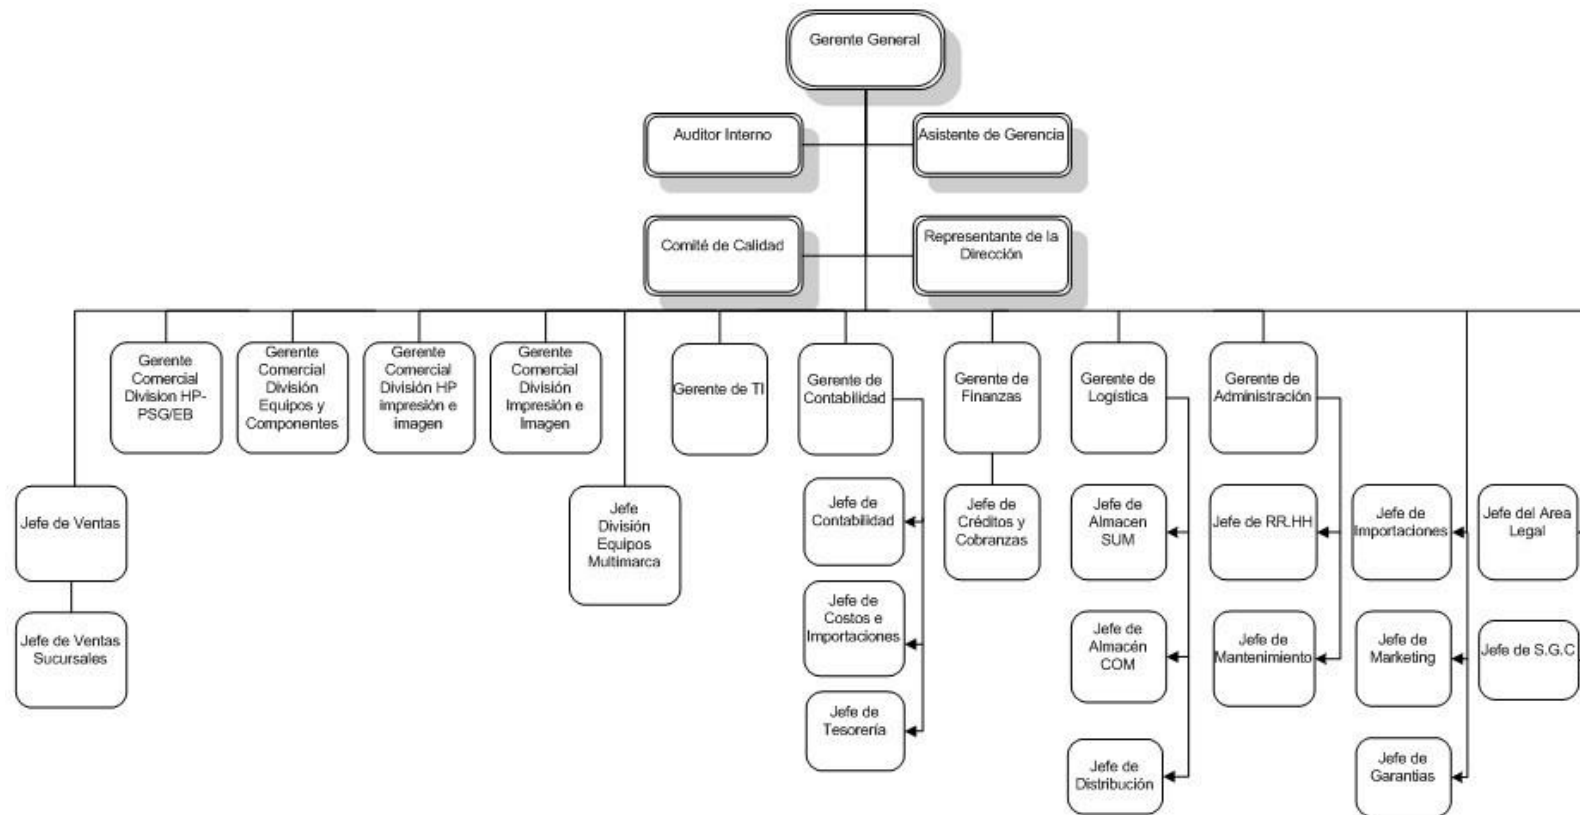 Gerente General
Auditor Interno
Asistente de Gerencia
Comité de Calidad
Representante de la
Dirección
Gerente
Comercial
Division HP-
PSG/EB
Gerente
Comercial
División
Equipos y
Componentes
Gerente
Comercial
División HP
impresión e
imagen
Gerente
Comercial
División
Impresión e
Imagen
Gerente de TI
Gerente de
Contabilidad
Gerente de
Finanzas
Gerente de
Logística
Gerente de
Administración
Jefe de Ventas
Jefe
División
Equipos
Multimarca
Jefe de
Contabilidad
Jefe de
Créditos y
Cobranzas
Jefe de
Almacen
SUM
Jefe de RR.HH
Jefe de
Importaciones
Jefe del Area
Legal
Jefe de Ventas
Sucursales
Jefe de
Costos e
Importaciones
Jefe de
Almacén
COM
Jefe de
Mantenimiento
Jefe de
Marketing
Jefe de S.G.C
Jefe de
Tesorería
Jefe de
Distribución
Jefe de
Garantias